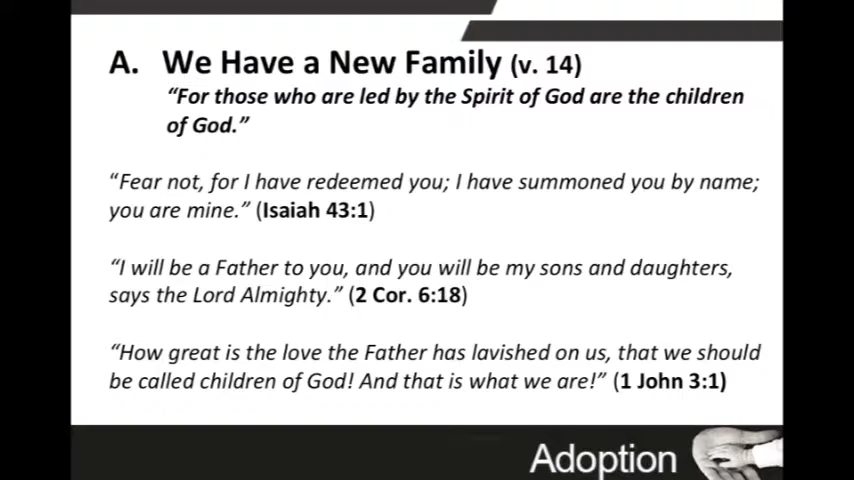 A. We Have a New Family (v. 14)
“For those who are led by the Spirit of God are the children
of God.”
“Fear not, for I have redeemed you; I have summoned you by name;
you are mine.” (Isaiah 43:1)
“I will be a Father to you, and you will be my sons and daughters,
says the Lord Almighty.” (2 Cor. 6:18)
“How great is the love the Father has lavished on us, that we should
be called children of God! And that is what we are!” (1 John 3:1)
Adoption